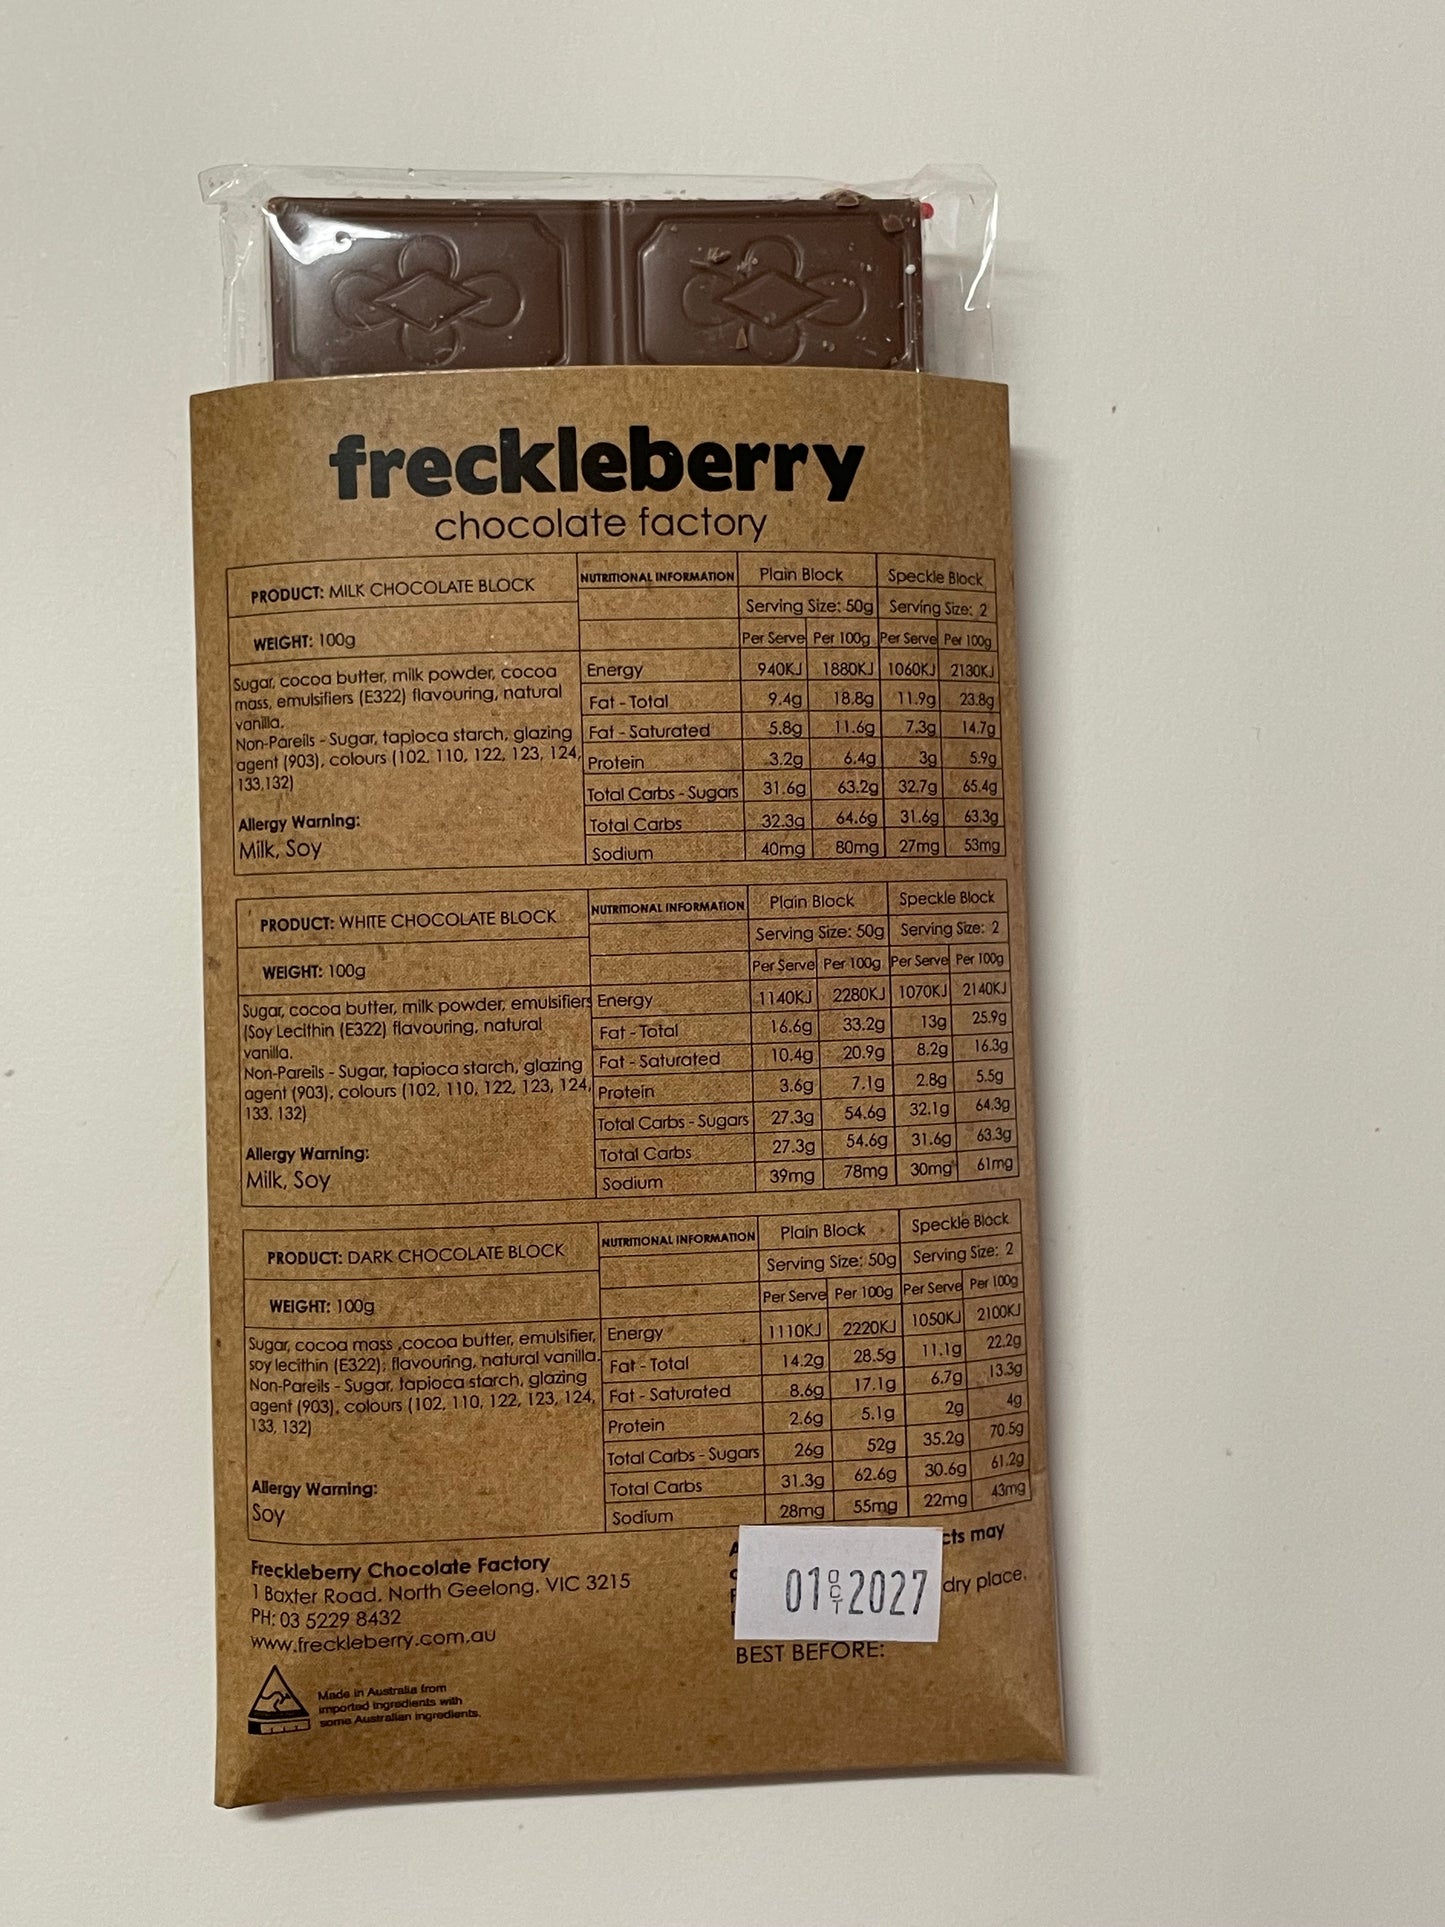 freckleberry
chocolate factory
PRODUCT: MILK CHOCOLATE BLOCK
WEIGHT: 100g
Sugar, cocoa butter, milk powder, cocoa
mass, emulsifiers (E322) flavouring, natural
vanilla.
Non-Pareils - Sugar, tapioca starch, glazing
agent (903), colours (102, 110, 122, 123, 124,
133,132)
Allergy Warning:
Milk, Soy
NUTRITIONAL INFORMATION Plain Block Speckle Block
Serving Size: 50g Serving Size: 2
Per Serve Per 100g Per Serve Per 100g
Energy 940KJ 1880KJ 1060KJ 2130KJ
Fat - Total 9.4g 18.8g 11.9g 23.8g
Fat - Saturated 5.8g 11.6g 7.3g 14.7g
Protein 3.2g 6.4g 3g 5.9g
Total Carbs - Sugars 31.6g 63.2g 32.7g 65.4g
Total Carbs 32.3g 64.6g 31.6g 63.3g
Sodium 40mg 80mg 27mg 53mg
PRODUCT: WHITE CHOCOLATE BLOCK
WEIGHT: 100g
Sugar, cocoa butter, milk powder, emulsifiers
(Soy Lecithin (E322) flavouring, natural
vanilla.
Non-Pareils - Sugar, tapioca starch, glazing
agent (903), colours (102, 110, 122, 123, 124,
133. 132)
Allergy Warning:
Milk, Soy
NUTRITIONAL INFORMATION Plain Block Speckle Block
Serving Size: 50g Serving Size: 2
Per Serve Per 100g Per Serve Per 100g
Energy 1140KJ 2280KJ 1070KJ 2140KJ
Fat - Total 16.6g 33.2g 13g 25.9g
Fat - Saturated 10.4g 20.9g 8.2g 16.3g
Protein 3.6g 7.1g 2.8g 5.5g
Total Carbs - Sugars 27.3g 54.6g 32.1g 64.3g
Total Carbs 27.3g 54.6g 31.6g 63.3g
Sodium 39mg 78mg 30mg 61mg
PRODUCT: DARK CHOCOLATE BLOCK
WEIGHT: 100g
Sugar, cocoa mass ,cocoa butter, emulsifier,
soy lecithin (E322); flavouring, natural vanilla.
Non-Pareils - Sugar, tapioca starch, glazing
agent (903), colours (102, 110, 122, 123, 124,
133, 132)
Allergy Warning:
Soy
NUTRITIONAL INFORMATION Plain Block Speckle Block
Serving Size: 50g Serving Size: 2
Per Serve Per 100g Per Serve Per 100g
Energy 1110KJ 2220KJ 1050KJ 2100KJ
Fat - Total 14.2g 28.5g 11.1g 22.2g
Fat - Saturated 8.6g 17.1g 6.7g 13.3g
Protein 2.6g 5.1g 2g 4g
Total Carbs - Sugars 26g 52g 35.2g 70.5g
Total Carbs 31.3g 62.6g 30.6g 61.2g
Sodium 28mg 55mg 22mg 43mg
Freckleberry Chocolate Factory
1 Baxter Road, North Geelong, VIC 3215
PH: 03 5229 8432
www.freckleberry.com.au
Made in Australia from
imported ingredients with
some Australian ingredients.
may
dry place.
01 OCT 2027
BEST BEFORE: